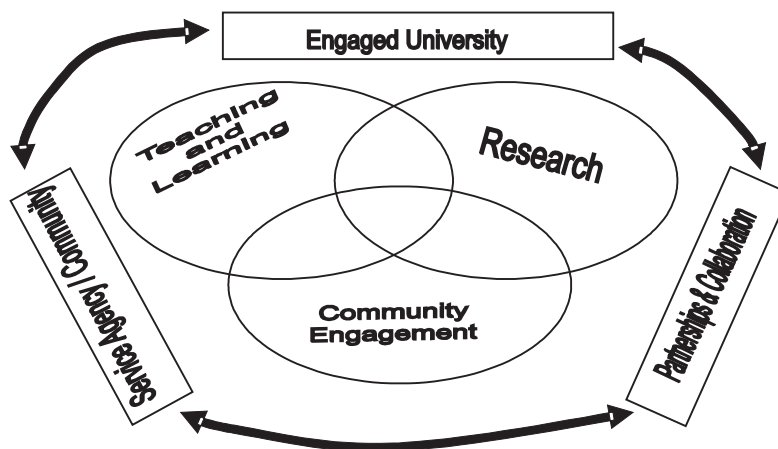 Engaged University
Teaching
and
Learning
Research
Service Agency / Community
Partnerships & Collaboration
Community
Engagement